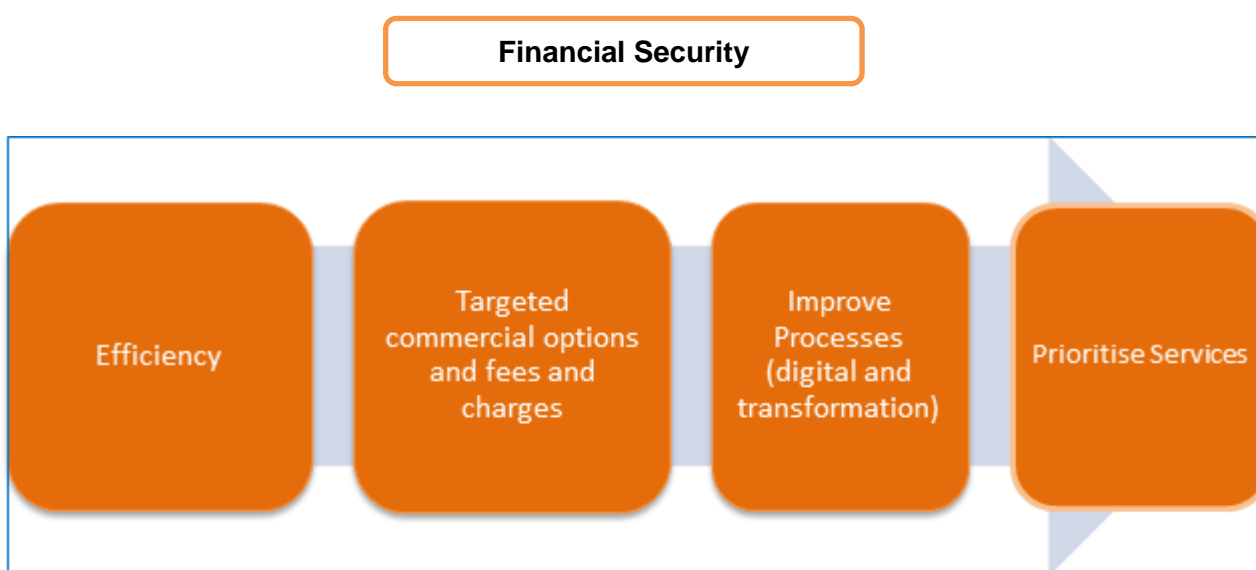 Financial Security
Efficiency
Targeted
commercial options
and fees and
charges
Improve
Processes
(digital and
transformation)
Prioritise Services